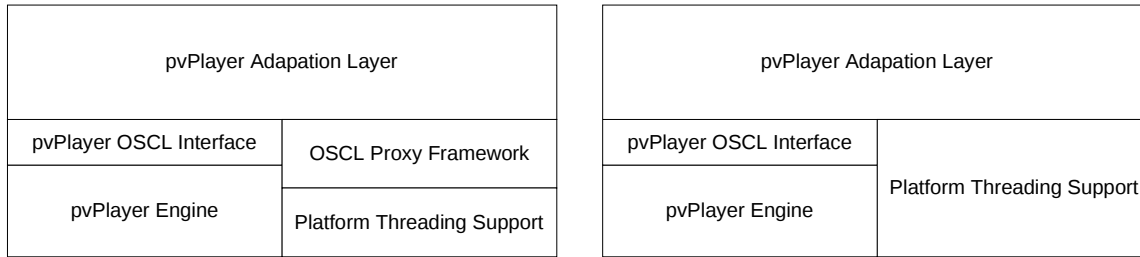 pvPlayer Adapation Layer
pvPlayer OSCL Interface
OSCL Proxy Framework
pvPlayer Engine
Platform Threading Support
pvPlayer Adapation Layer
pvPlayer OSCL Interface
Platform Threading Support
pvPlayer Engine